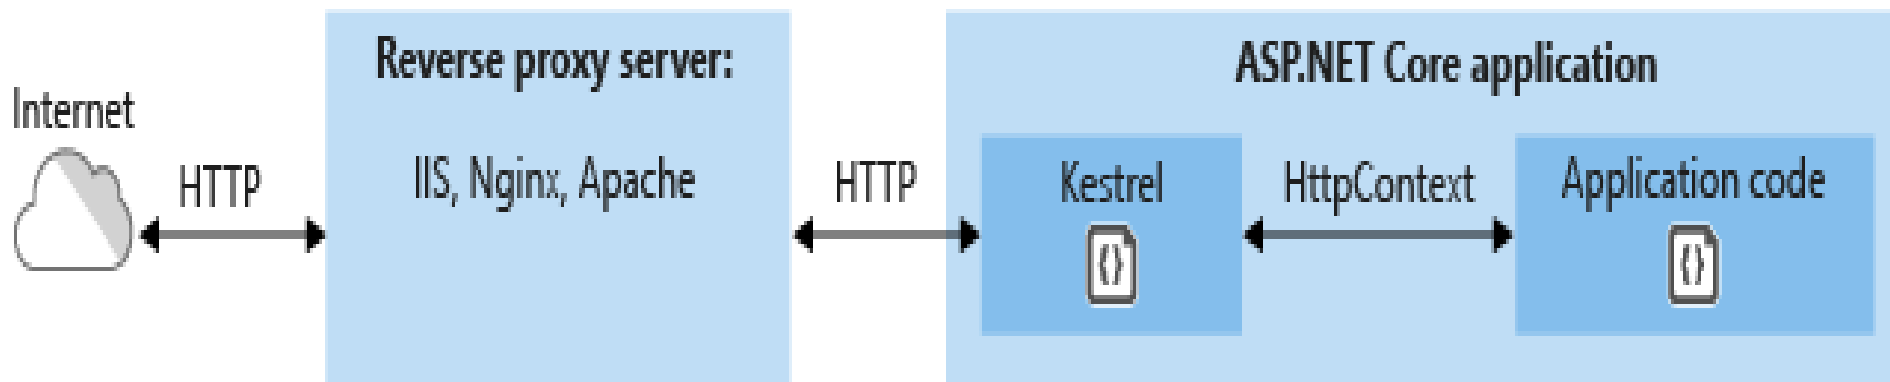 Internet
HTTP
Reverse proxy server:
IIS, Nginx, Apache
HTTP
ASP.NET Core application
Kestrel
{}
HttpContext
Application code
{}